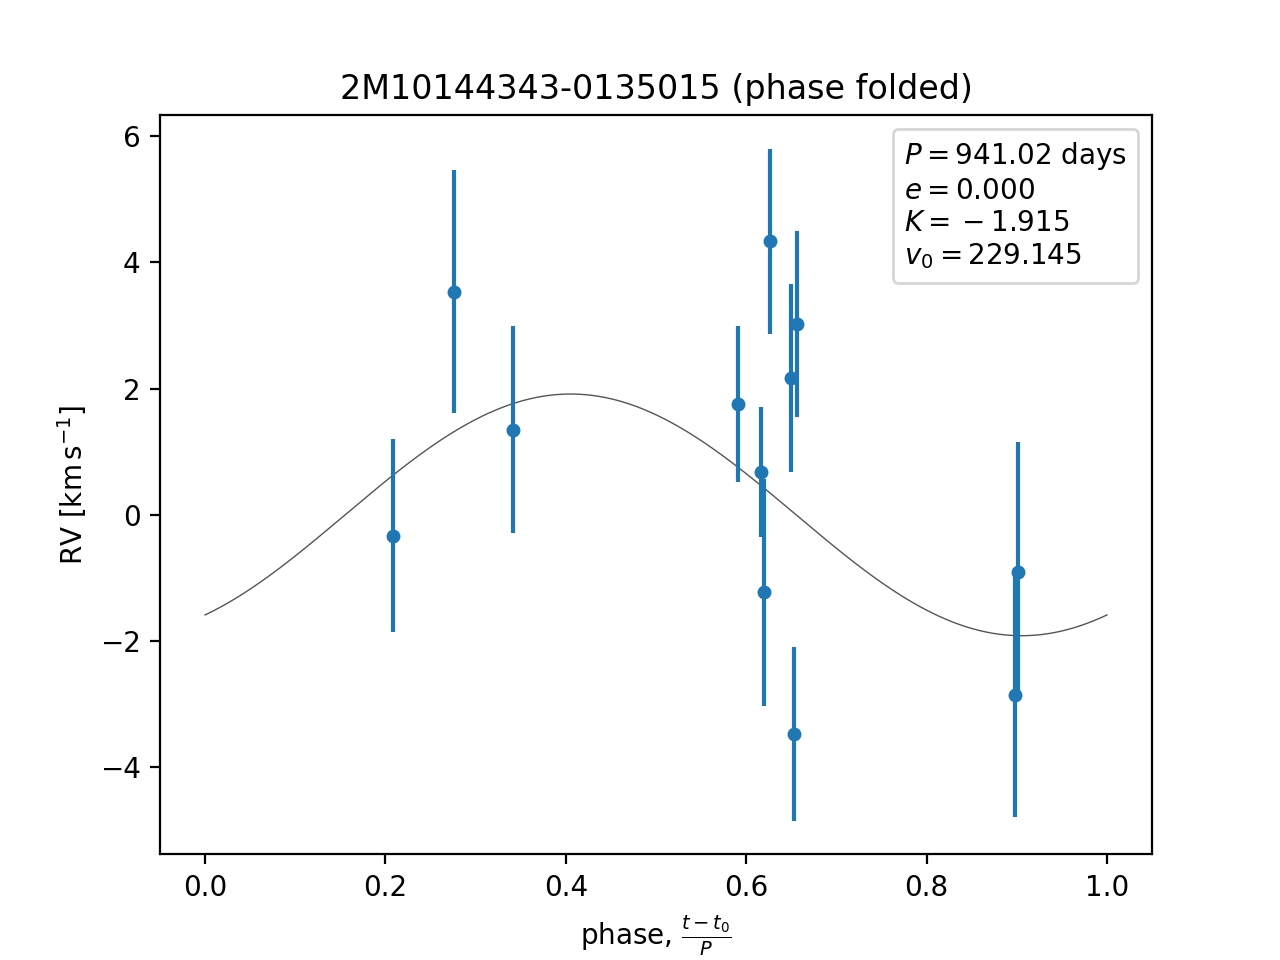 2M10144343-0135015 (phase folded)
P = 941.02 days
e = 0.000
K = −1.915
v₀ = 229.145
RV [km s⁻¹]
6
4
2
0
−2
−4
0.0 0.2 0.4 0.6 0.8 1.0
phase, (t − t₀)/P